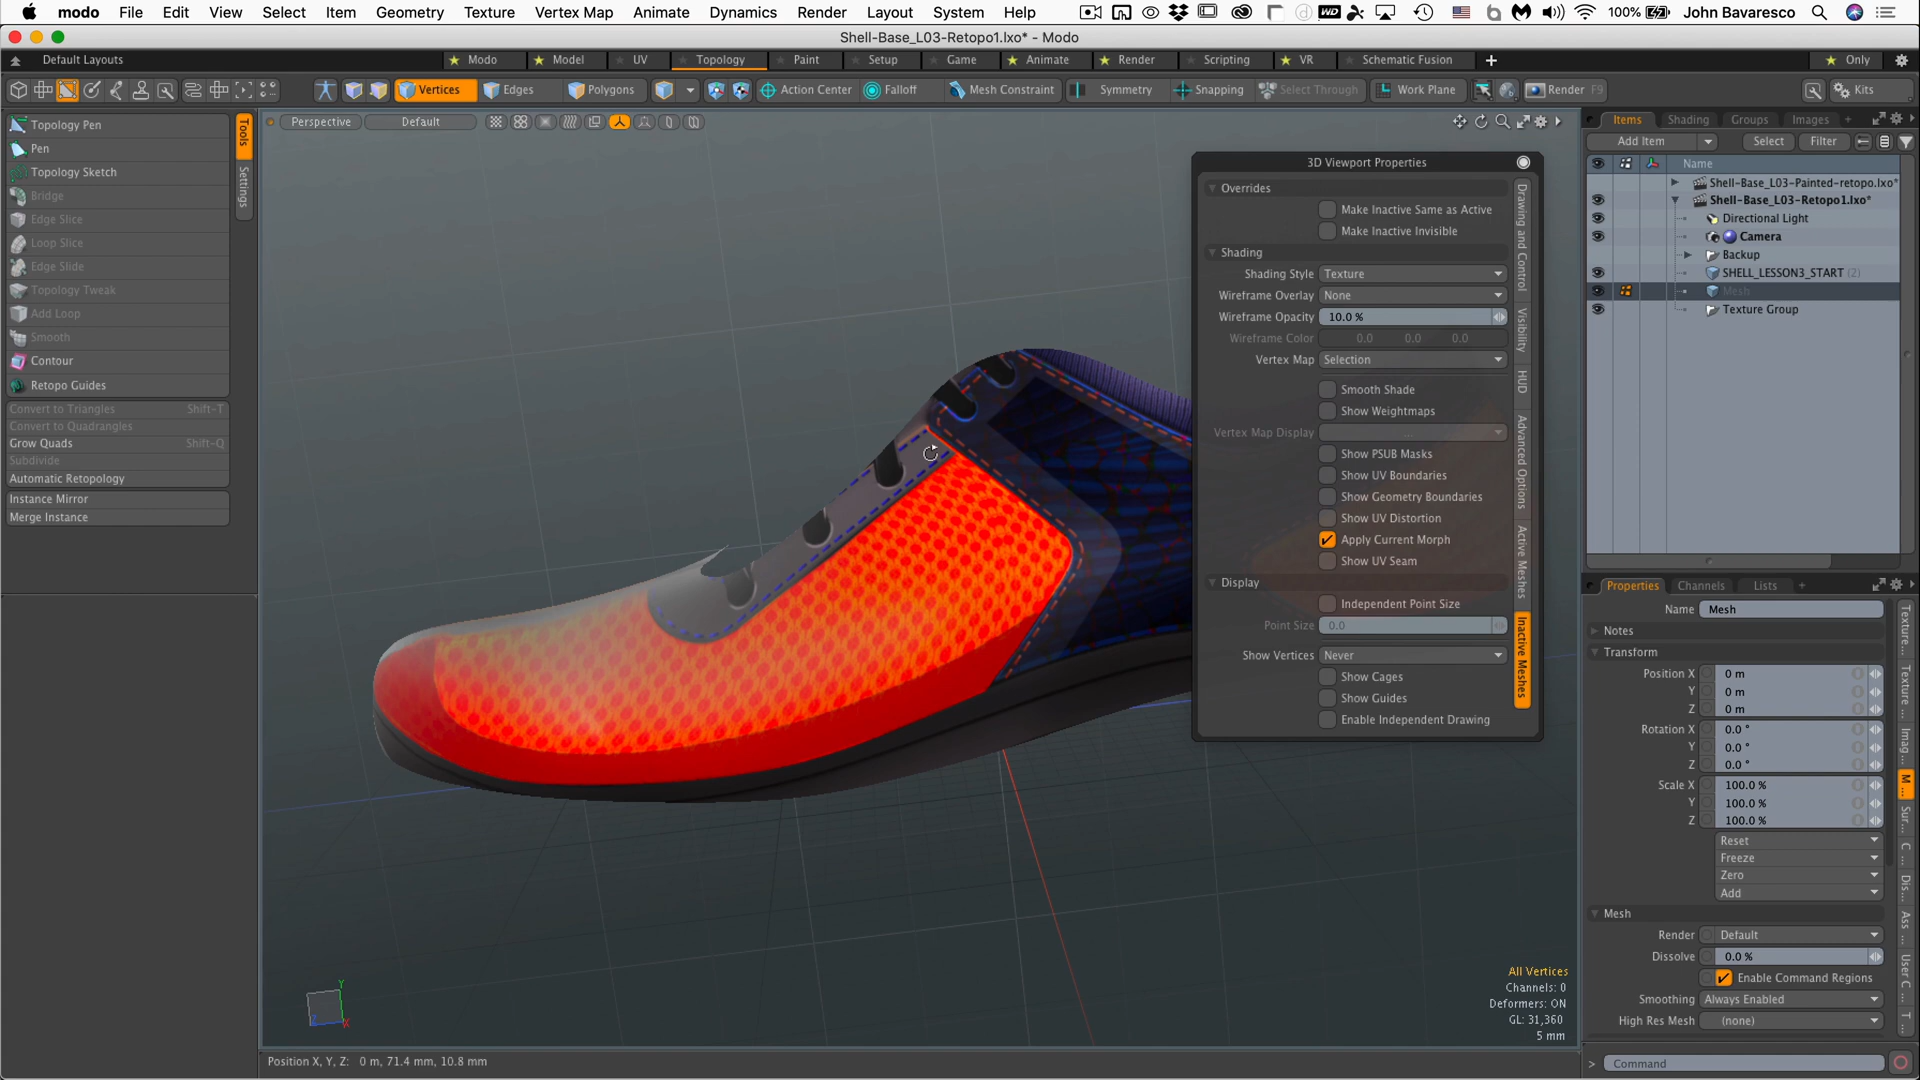 modo File Edit View Select Item Geometry Texture Vertex Map Animate Dynamics Render Layout System Help WD 100% John Bavaresco
Shell-Base_L03-Retopo1.lxo* - Modo
Default Layouts Modo Model UV Topology Paint Setup Game Animate Render Scripting VR Schematic Fusion + Only
Vertices Edges Polygons Action Center Falloff Mesh Constraint Symmetry Snapping Select Through Work Plane Render F9 Kits
Topology Pen
Pen
Topology Sketch
Bridge
Edge Slice
Loop Slice
Edge Slide
Topology Tweak
Add Loop
Smooth
Contour
Retopo Guides
Convert to Triangles Shift-T
Convert to Quadrangles
Grow Quads Shift-Q
Subdivide
Automatic Retopology
Instance Mirror
Merge Instance
Tools
Settings
Perspective Default
3D Viewport Properties
Overrides
Make Inactive Same as Active
Make Inactive Invisible
Shading
Shading Style Texture
Wireframe Overlay None
Wireframe Opacity 10.0 %
Wireframe Color 0.0 0.0 0.0
Vertex Map Selection
Smooth Shade
Show Weightmaps
Vertex Map Display ...
Show PSUB Masks
Show UV Boundaries
Show Geometry Boundaries
Show UV Distortion
Apply Current Morph
Show UV Seam
Display
Independent Point Size
Point Size 0.0
Show Vertices Never
Show Cages
Show Guides
Enable Independent Drawing
Drawing and Control
Visibility
HUD
Advanced Options
Active Meshes
Inactive Meshes
Y
Z X
All Vertices
Channels: 0
Deformers: ON
GL: 31,360
5 mm
Position X, Y, Z: 0 m, 71.4 mm, 10.8 mm
Items Shading Groups Images +
Add Item Select Filter
Name
Shell-Base_L03-Painted-retopo.lxo*
Shell-Base_L03-Retopo1.lxo*
Directional Light
Camera
Backup
SHELL_LESSON3_START (2)
Mesh
Texture Group
Properties Channels Lists +
Name Mesh
Notes
Transform
Position X 0 m
Y 0 m
Z 0 m
Rotation X 0.0 °
Y 0.0 °
Z 0.0 °
Scale X 100.0 %
Y 100.0 %
Z 100.0 %
Reset
Freeze
Zero
Add
Mesh
Render Default
Dissolve 0.0 %
Enable Command Regions
Smoothing Always Enabled
High Res Mesh (none)
Texture...
Texture ...
Imag...
M...
Sur...
C ...
Dis...
Ass ...
User C ...
T ...
> Command